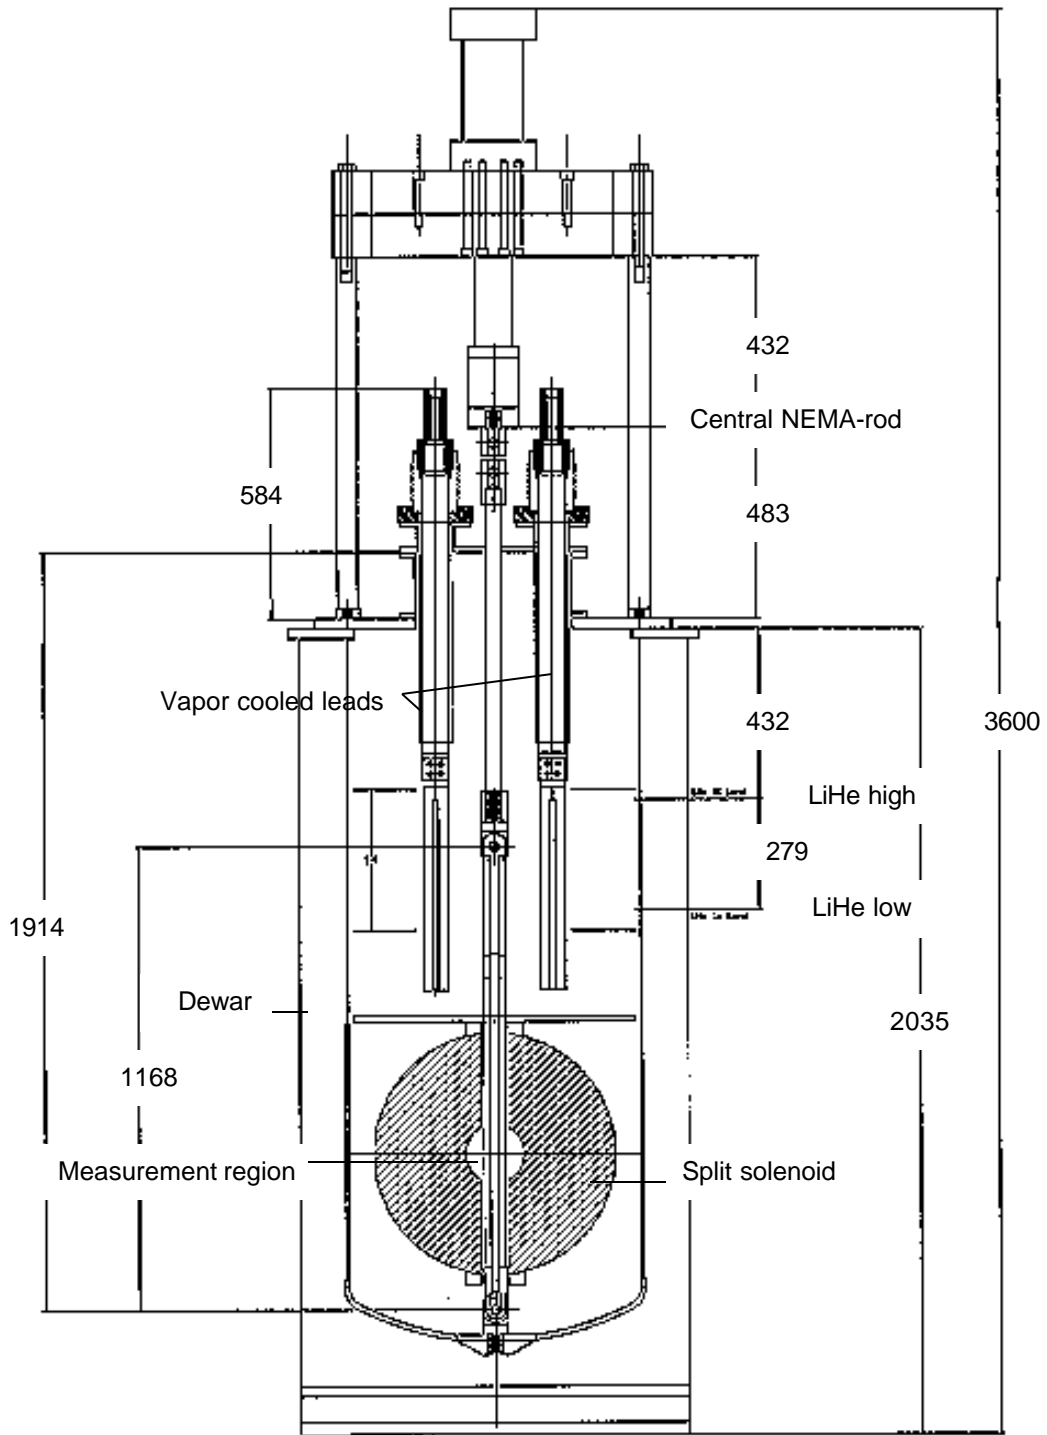 432
Central NEMA-rod
584
483
Vapor cooled leads
432
3600
LiHe high
279
14
LiHe low
1914
Dewar
2035
1168
Measurement region
Split solenoid